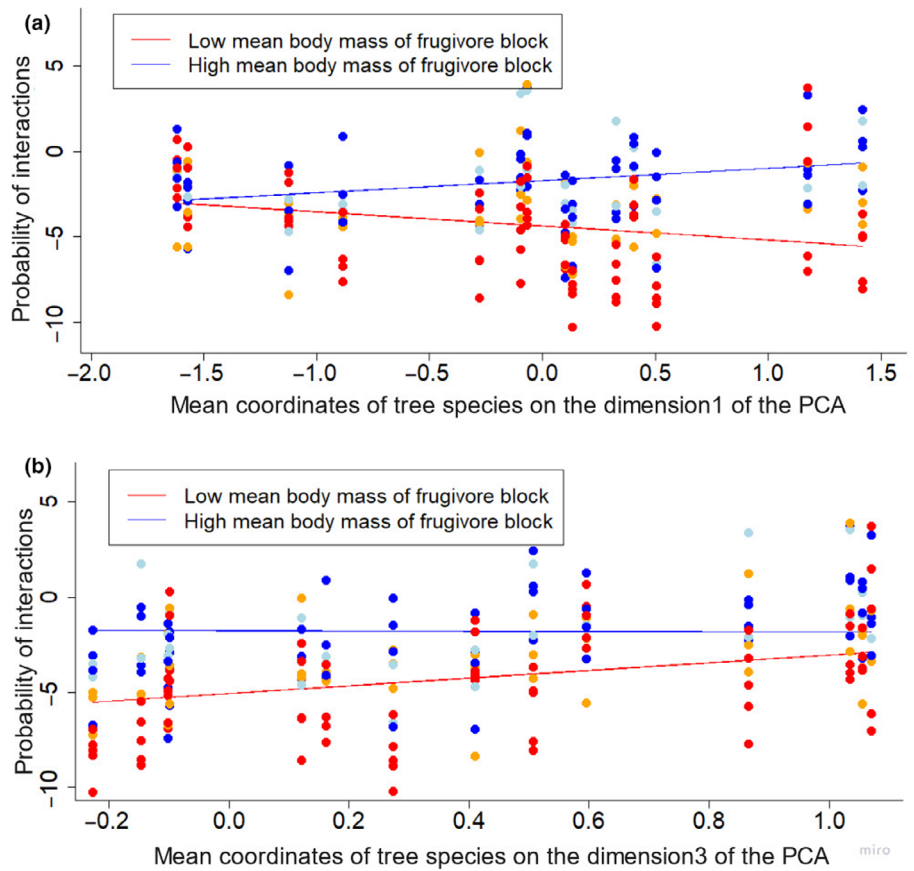 (a)
Low mean body mass of frugivore block
High mean body mass of frugivore block
Probability of interactions
5
0
−5
−10
−2.0 −1.5 −1.0 −0.5 0.0 0.5 1.0 1.5
Mean coordinates of tree species on the dimension1 of the PCA
(b)
Low mean body mass of frugivore block
High mean body mass of frugivore block
Probability of interactions
5
0
−5
−10
−0.2 0.0 0.2 0.4 0.6 0.8 1.0
Mean coordinates of tree species on the dimension3 of the PCA
miro